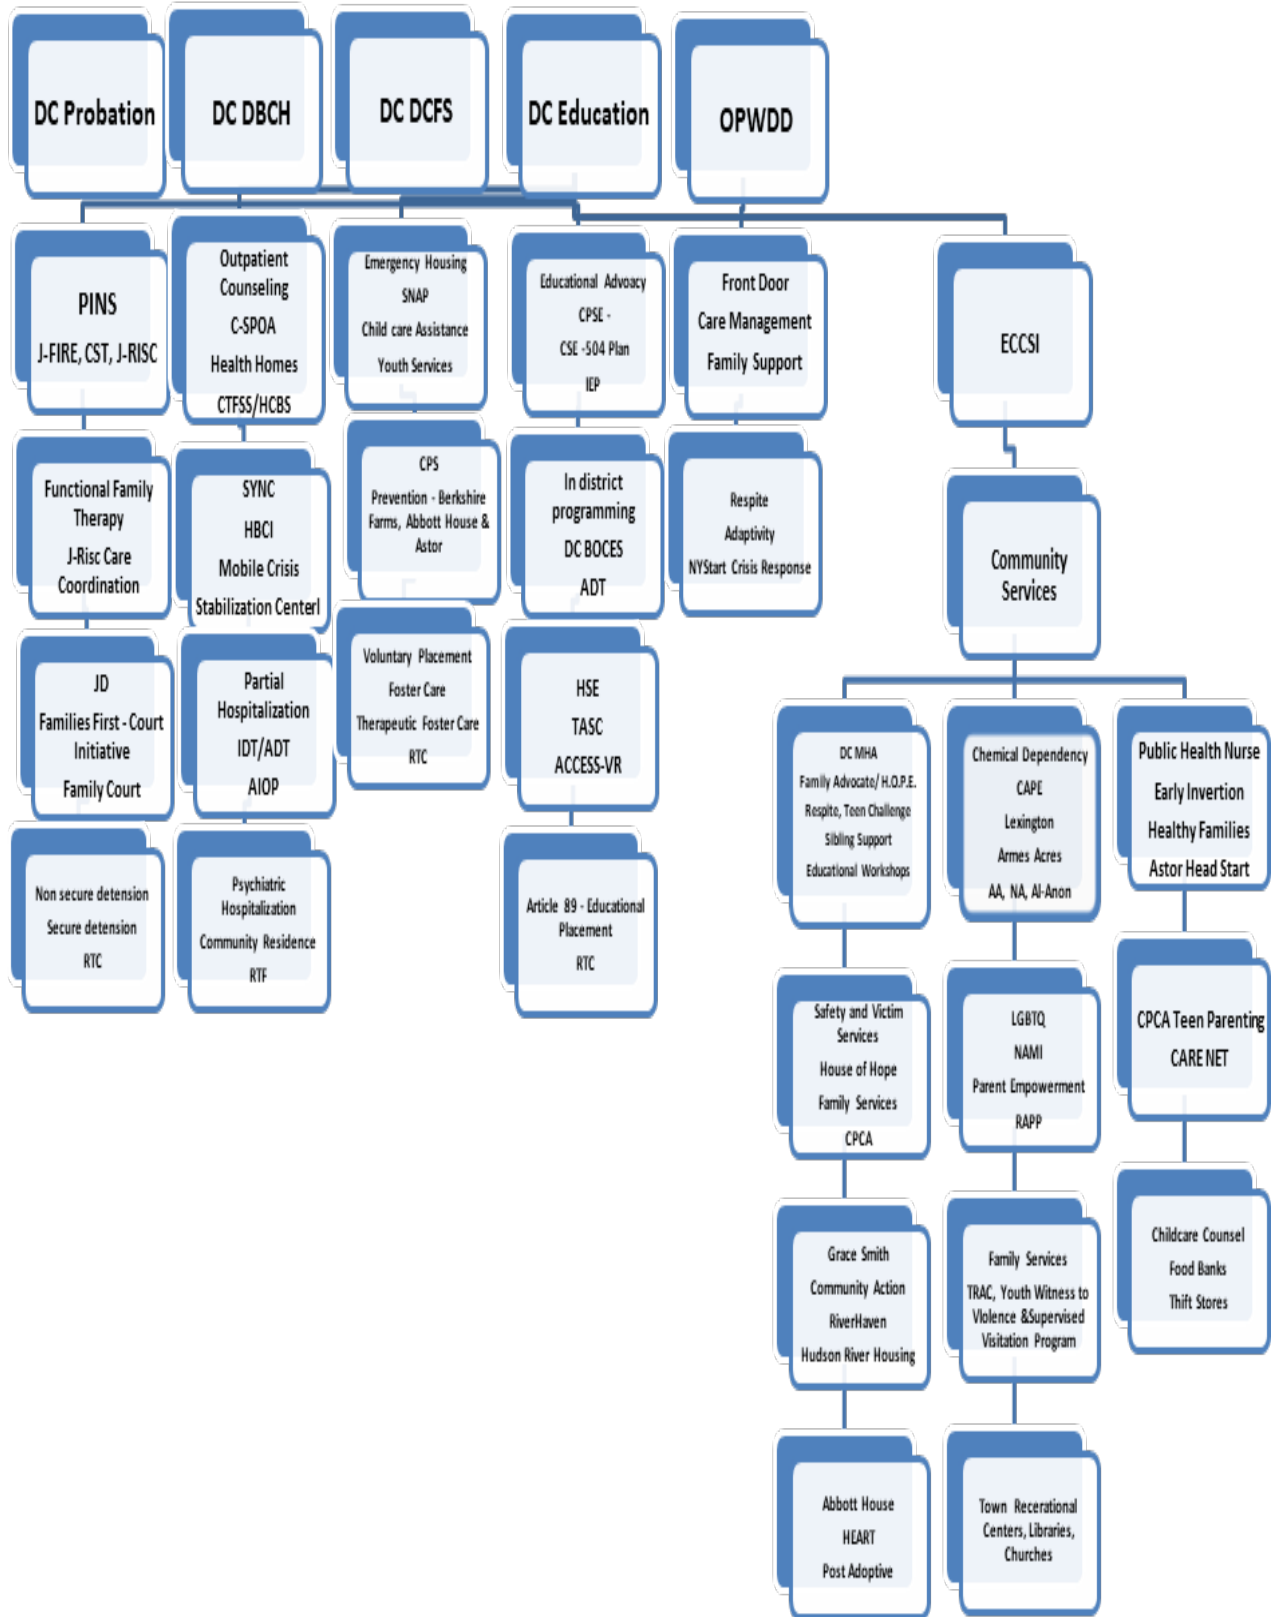 DC Probation
DC DBCH
DC DCFS
DC Education
OPWDD
PINS
J-FIRE, CST, J-RISC
Outpatient
Counseling
C-SPOA
Health Homes
CTFSS/HCBS
Emergency Housing
SNAP
Child care Assistance
Youth Services
Educational Advoacy
CPSE -
CSE -504 Plan
IEP
Front Door
Care Management
Family Support
ECCSI
Functional Family
Therapy
J-Risc Care
Coordination
SYNC
HBCI
Mobile Crisis
Stabilization Centerl
CPS
Prevention - Berkshire
Farms, Abbott House &
Astor
In district
programming
DC BOCES
ADT
Respite
Adaptivity
NYStart Crisis Response
Community
Services
JD
Families First - Court
Initiative
Family Court
Partial
Hospitalization
IDT/ADT
AIOP
Voluntary Placement
Foster Care
Therapeutic Foster Care
RTC
HSE
TASC
ACCESS-VR
Non secure detension
Secure detension
RTC
Psychiatric
Hospitalization
Community Residence
RTF
Article 89 - Educational
Placement
RTC
DC MHA
Family Advocate/ H.O.P.E.
Respite, Teen Challenge
Sibling Support
Educational Workshops
Chemical Dependency
CAPE
Lexington
Armes Acres
AA, NA, Al-Anon
Public Health Nurse
Early Invertion
Healthy Families
Astor Head Start
Safety and Victim
Services
House of Hope
Family Services
CPCA
LGBTQ
NAMI
Parent Empowerment
RAPP
CPCA Teen Parenting
CARE NET
Grace Smith
Community Action
RiverHaven
Hudson River Housing
Family Services
TRAC, Youth Witness to
VIolence &Supervised
Visitation Program
Childcare Counsel
Food Banks
Thift Stores
Abbott House
HEART
Post Adoptive
Town Recerational
Centers, Libraries,
Churches